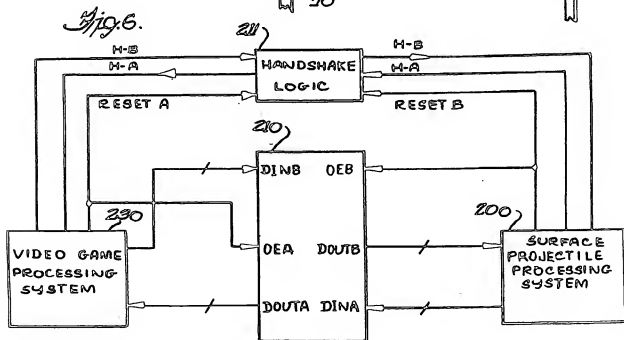 30
Fig. 6.
211
H-B
H-A
HANDSHAKE
LOGIC
H-B
H-A
RESET A
RESET B
210
DINB OEB
230
VIDEO GAME
PROCESSING
SYSTEM
OEA DOUTB
DOUTA DINA
200
SURFACE
PROJECTILE
PROCESSING
SYSTEM